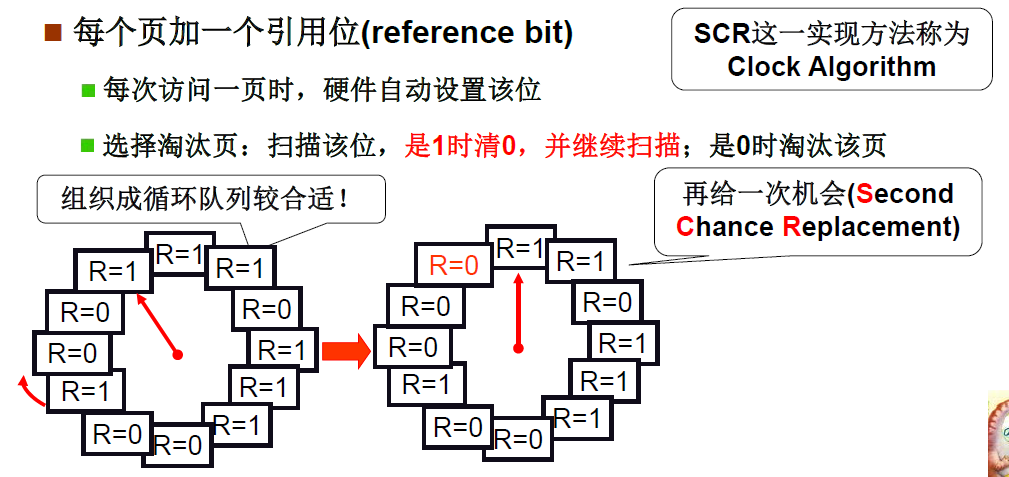 每个页加一个引用位(reference bit)
SCR这一实现方法称为
Clock Algorithm
每次访问一页时，硬件自动设置该位
选择淘汰页：扫描该位，是1时清0，并继续扫描；是0时淘汰该页
组织成循环队列较合适！
再给一次机会(Second
Chance Replacement)
R=1
R=1
R=1
R=0
R=1
R=1
R=1
R=0
R=0
R=1
R=0
R=0
R=1
R=1
R=0
R=1
R=1
R=1
R=0
R=0
R=1
R=0
R=0
R=0